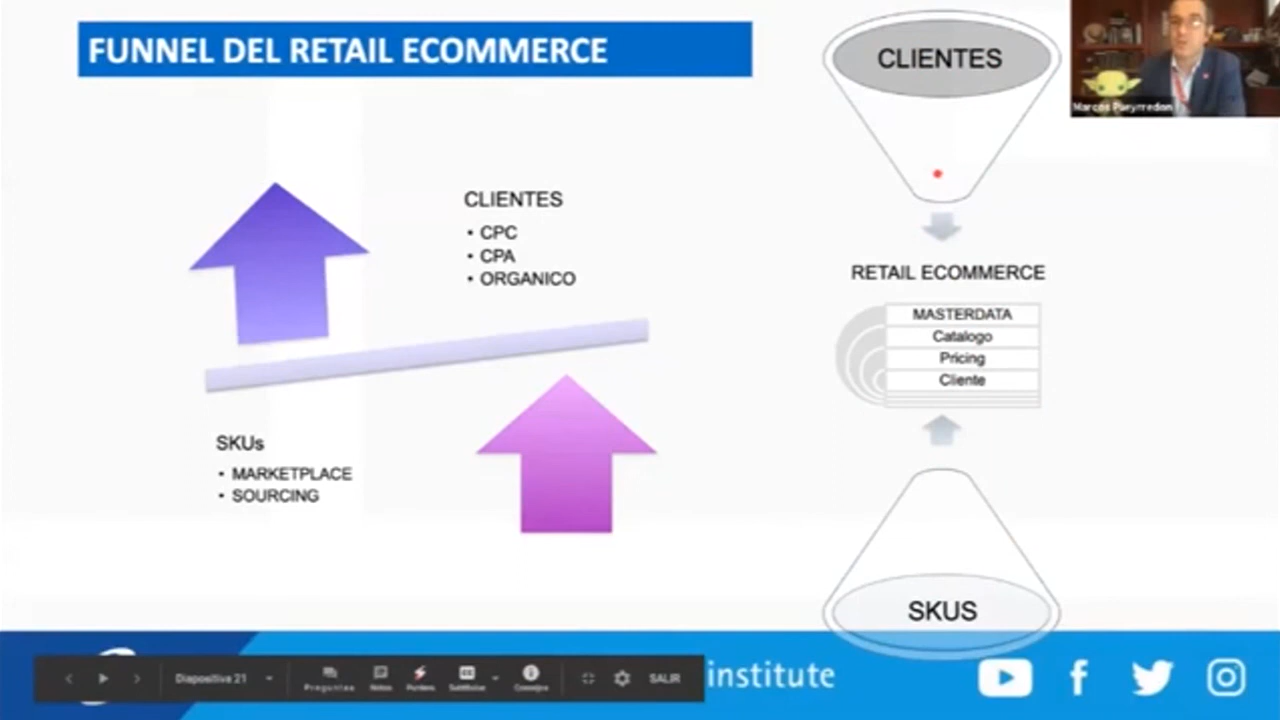 FUNNEL DEL RETAIL ECOMMERCE
CLIENTES
Marcos Pueyrredon
CLIENTES
• CPC
• CPA
• ORGANICO
RETAIL ECOMMERCE
MASTERDATA
Catalogo
Pricing
Cliente
SKUs
• MARKETPLACE
• SOURCING
SKUS
institute
Diapositiva 21
Preguntas
Notas
Puntero
Subtítulos
Consejos
SALIR